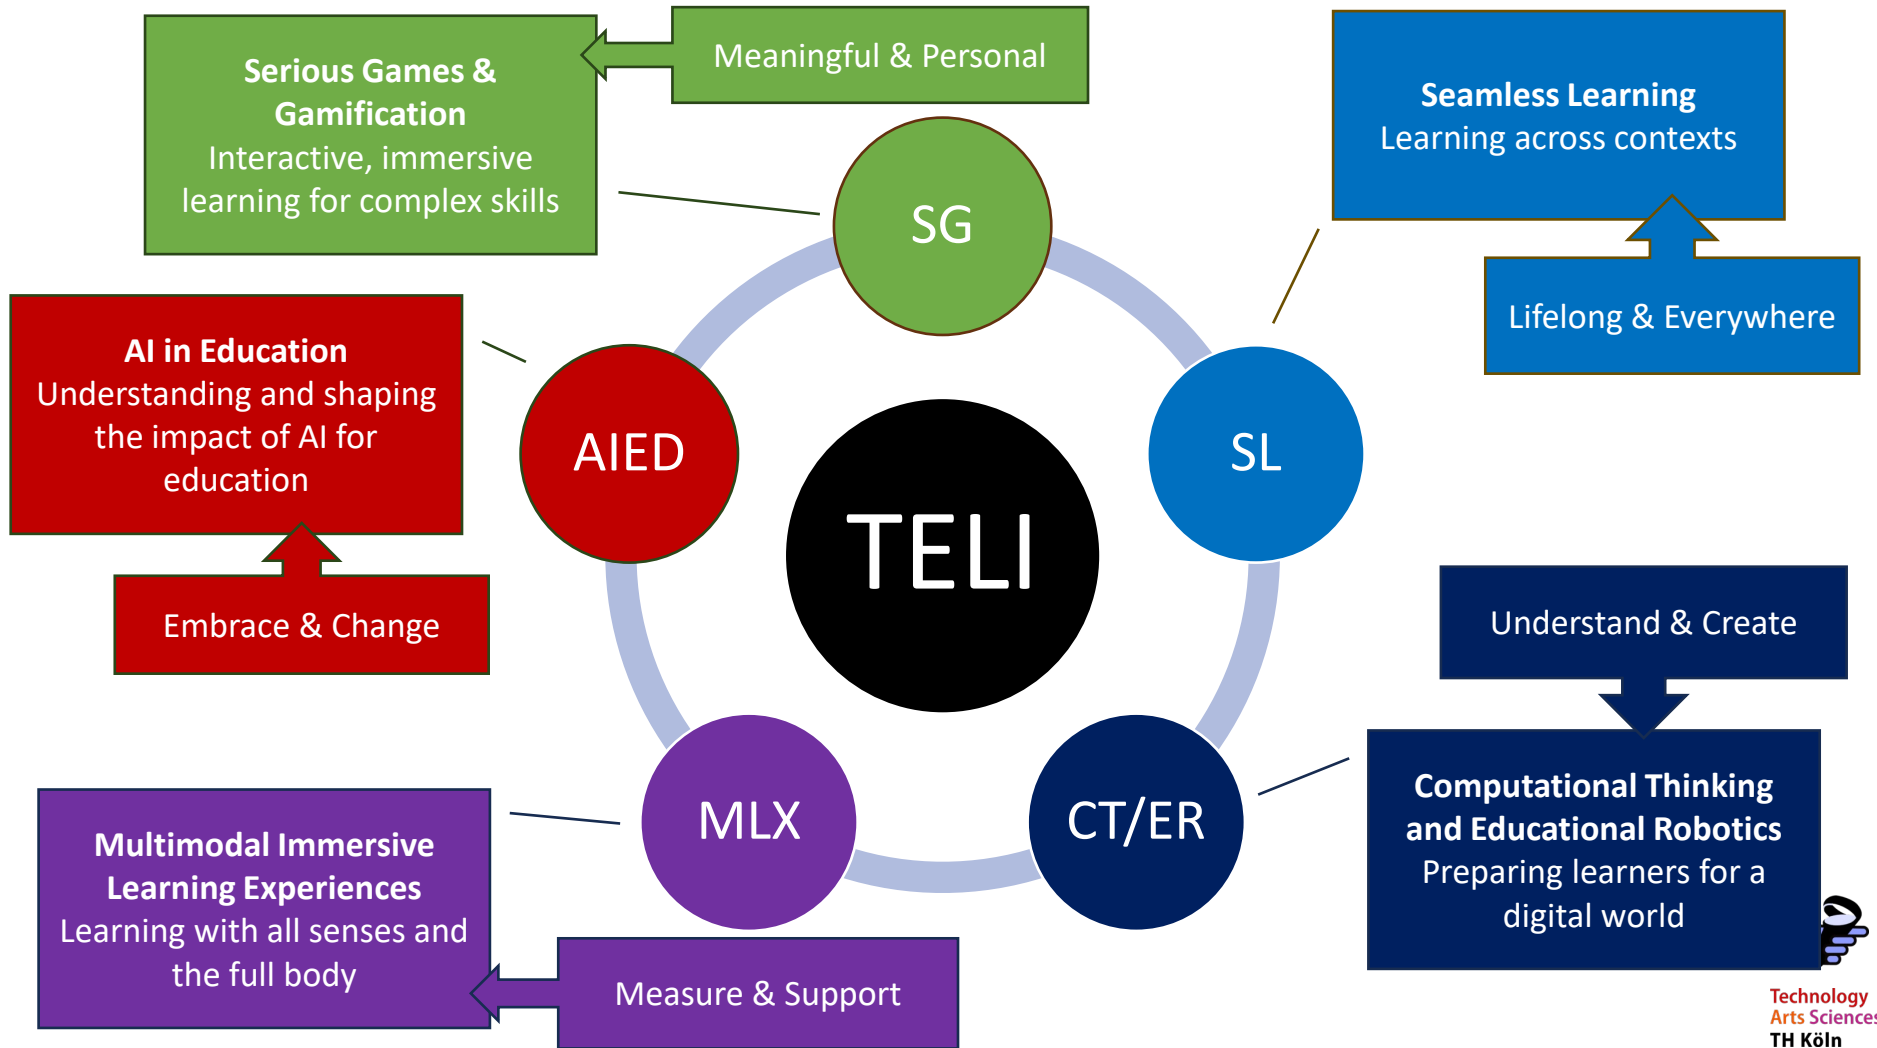 Serious Games &
Gamification
Interactive, immersive
learning for complex skills
Meaningful & Personal
Seamless Learning
Learning across contexts
Lifelong & Everywhere
SG
AI in Education
Understanding and shaping
the impact of AI for
education
Embrace & Change
AIED
SL
TELI
Understand & Create
MLX
CT/ER
Computational Thinking
and Educational Robotics
Preparing learners for a
digital world
Multimodal Immersive
Learning Experiences
Learning with all senses and
the full body
Measure & Support
Technology
Arts Sciences
TH Köln